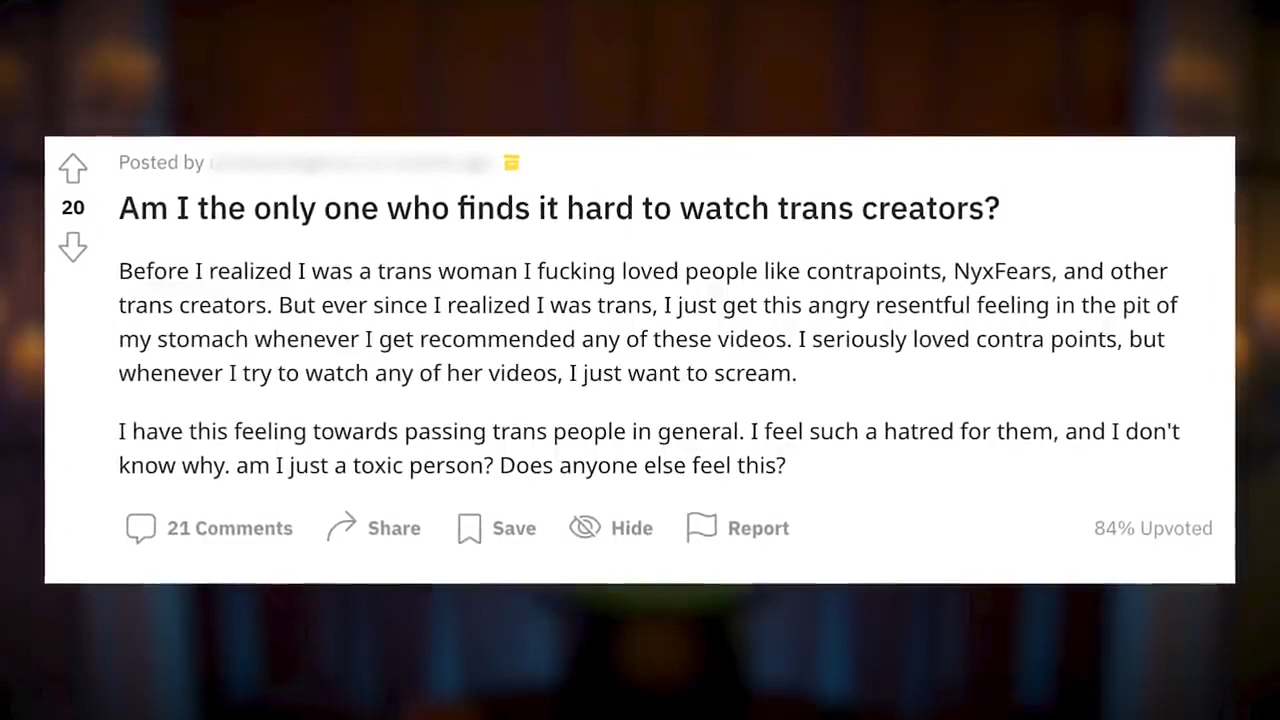 Posted by
20
Am I the only one who finds it hard to watch trans creators?
Before I realized I was a trans woman I fucking loved people like contrapoints, NyxFears, and other
trans creators. But ever since I realized I was trans, I just get this angry resentful feeling in the pit of
my stomach whenever I get recommended any of these videos. I seriously loved contra points, but
whenever I try to watch any of her videos, I just want to scream.
I have this feeling towards passing trans people in general. I feel such a hatred for them, and I don't
know why. am I just a toxic person? Does anyone else feel this?
21 Comments Share Save Hide Report 84% Upvoted